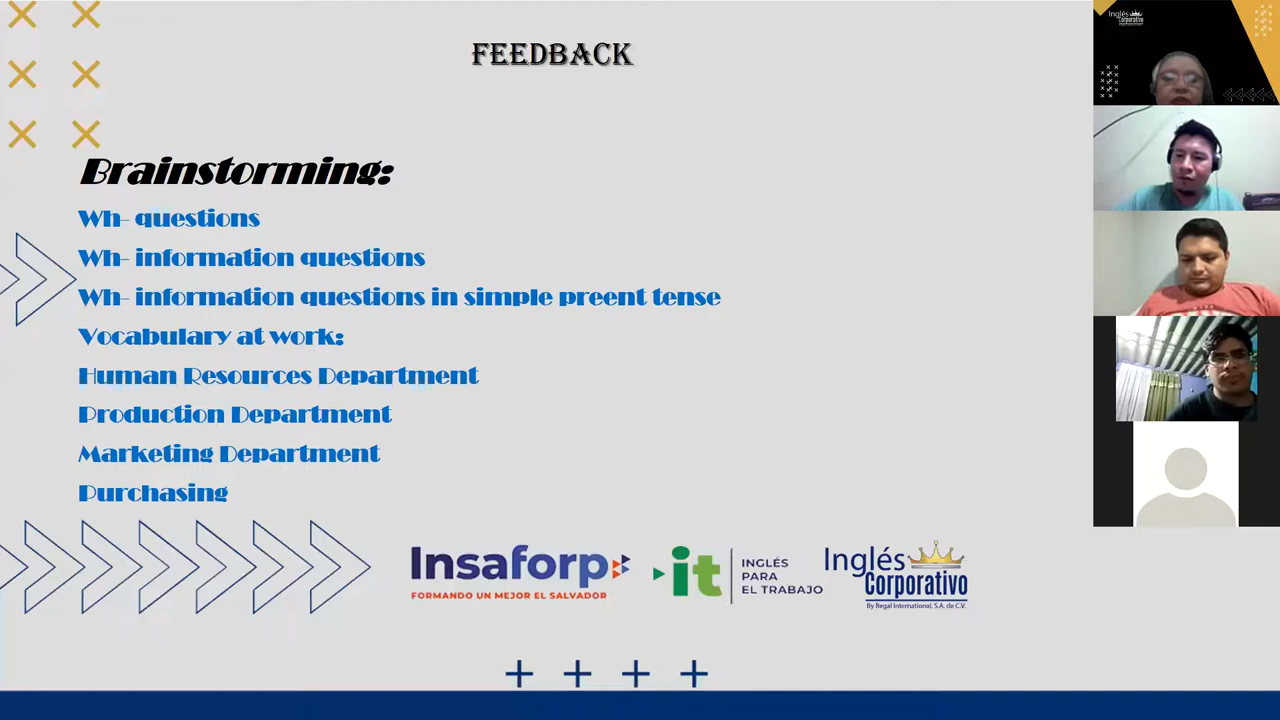 FEEDBACK
Brainstorming:
Wh- questions
Wh- information questions
Wh- information questions in simple preent tense
Vocabulary at work:
Human Resources Department
Production Department
Marketing Department
Purchasing
Insaforp
FORMANDO UN MEJOR EL SALVADOR
it
INGLÉS
PARA
EL TRABAJO
Inglés
Corporativo
By Regal International, S.A. de C.V.
Inglés
Corporativo